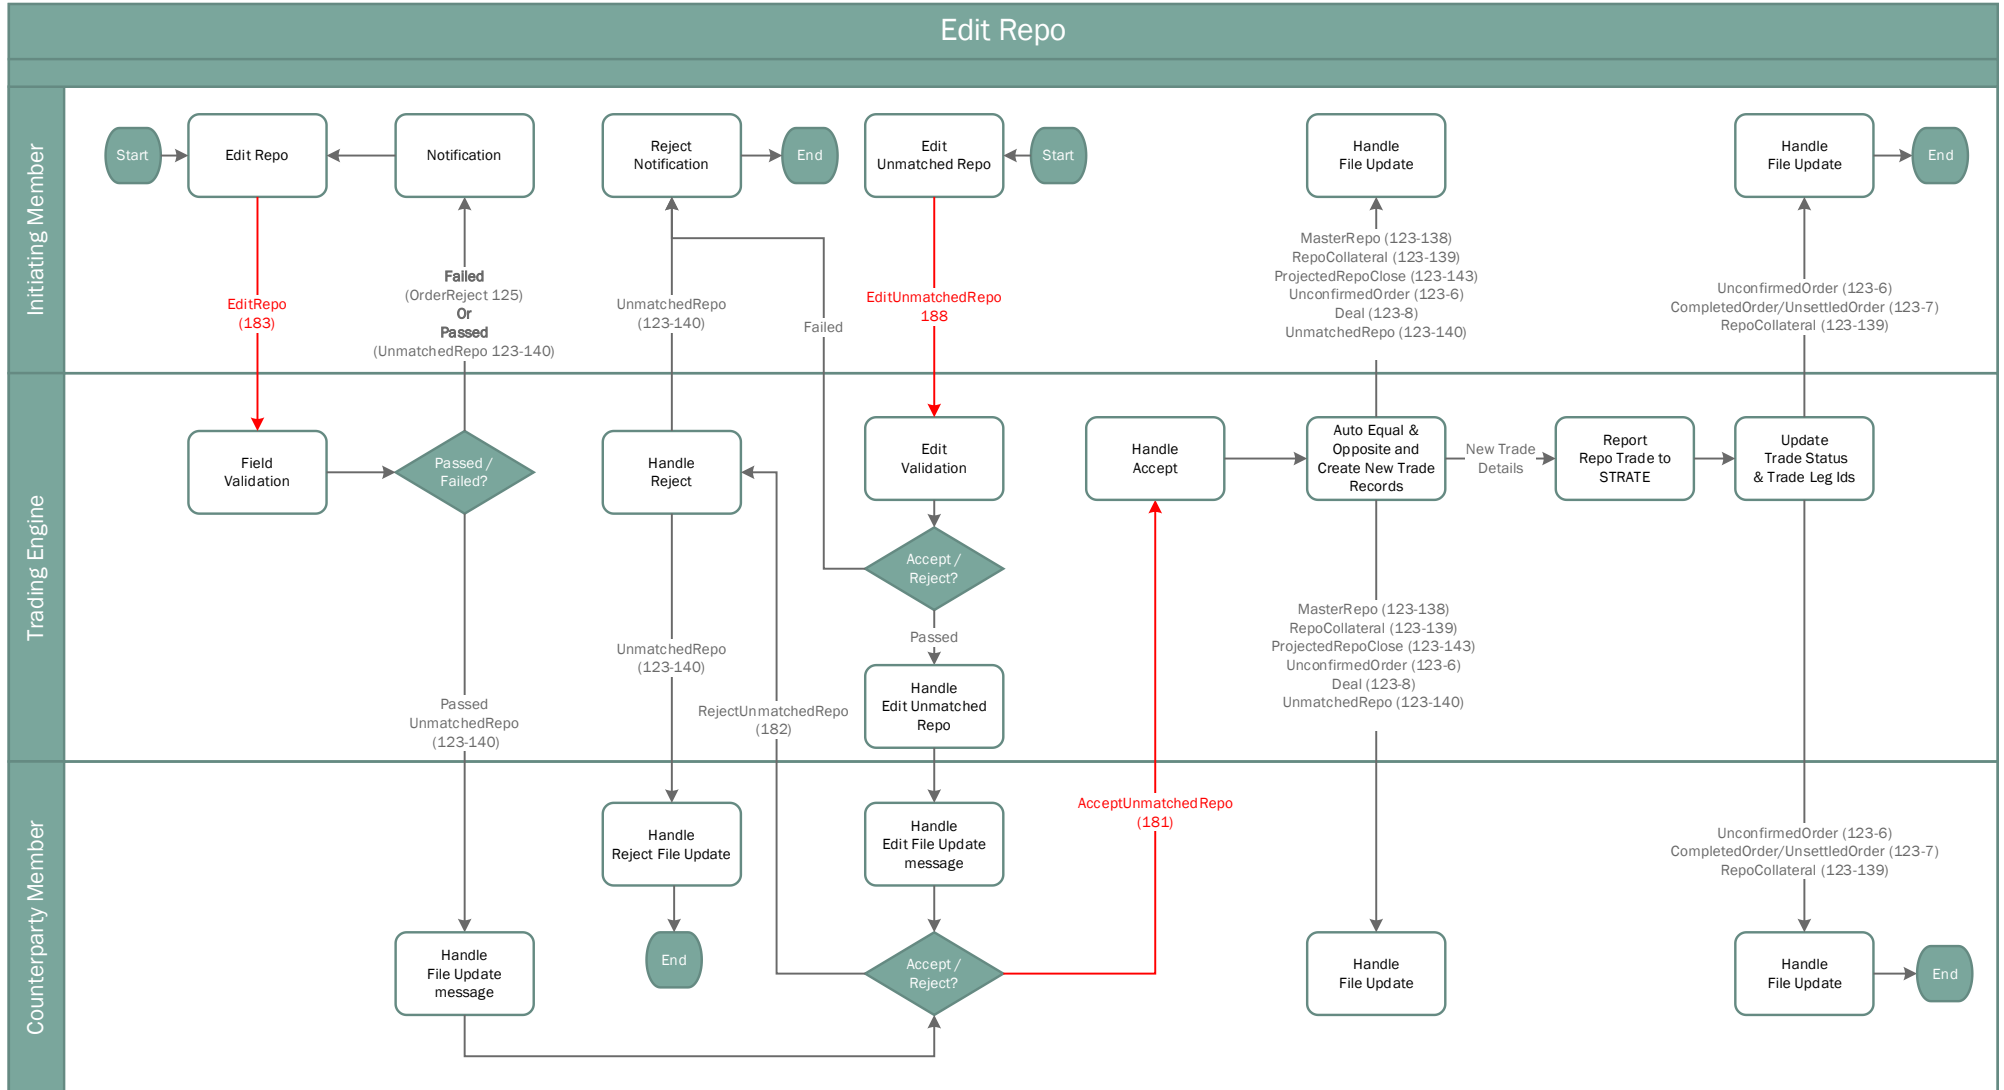 Edit Repo
Initiating Member
Start
Edit Repo
Notification
Reject
Notification
End
Edit
Unmatched Repo
Start
Handle
File Update
Handle
File Update
End
EditRepo
(183)
Failed
(OrderReject 125)
Or
Passed
(UnmatchedRepo 123-140)
UnmatchedRepo
(123-140)
Failed
EditUnmatchedRepo
188
MasterRepo (123-138)
RepoCollateral (123-139)
ProjectedRepoClose (123-143)
UnconfirmedOrder (123-6)
Deal (123-8)
UnmatchedRepo (123-140)
UnconfirmedOrder (123-6)
CompletedOrder/UnsettledOrder (123-7)
RepoCollateral (123-139)
Trading Engine
Field
Validation
Passed /
Failed?
Handle
Reject
Edit
Validation
Handle
Accept
Auto Equal &
Opposite and
Create New Trade
Records
New Trade
Details
Report
Repo Trade to
STRATE
Update
Trade Status
& Trade Leg Ids
Accept /
Reject?
Passed
Handle
Edit Unmatched
Repo
UnmatchedRepo
(123-140)
RejectUnmatchedRepo
(182)
Passed
UnmatchedRepo
(123-140)
MasterRepo (123-138)
RepoCollateral (123-139)
ProjectedRepoClose (123-143)
UnconfirmedOrder (123-6)
Deal (123-8)
UnmatchedRepo (123-140)
Counterparty Member
Handle
Reject File Update
Handle
Edit File Update
message
AcceptUnmatchedRepo
(181)
UnconfirmedOrder (123-6)
CompletedOrder/UnsettledOrder (123-7)
RepoCollateral (123-139)
Handle
File Update
message
End
Accept /
Reject?
Handle
File Update
Handle
File Update
End